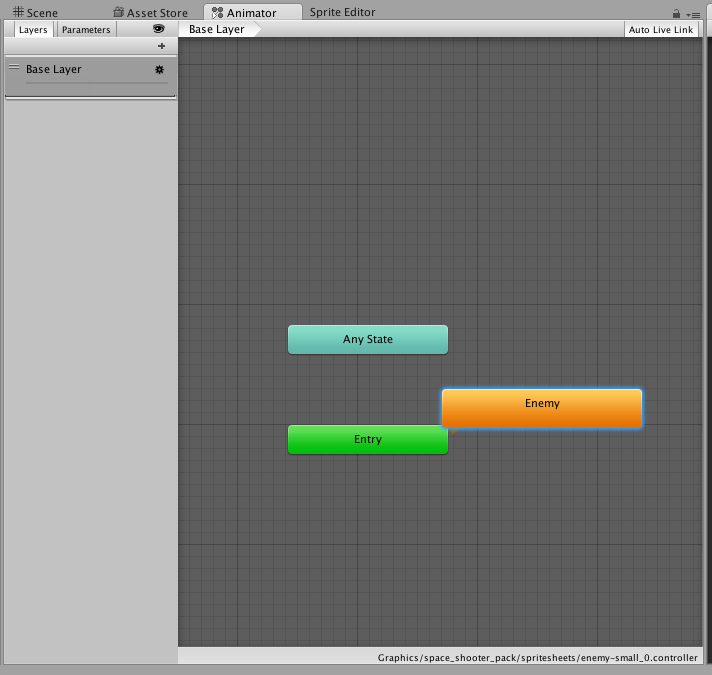 Scene Asset Store Animator Sprite Editor
Layers Parameters Base Layer Auto Live Link
+
Base Layer
Any State
Enemy
Entry
Graphics/space_shooter_pack/spritesheets/enemy-small_0.controller